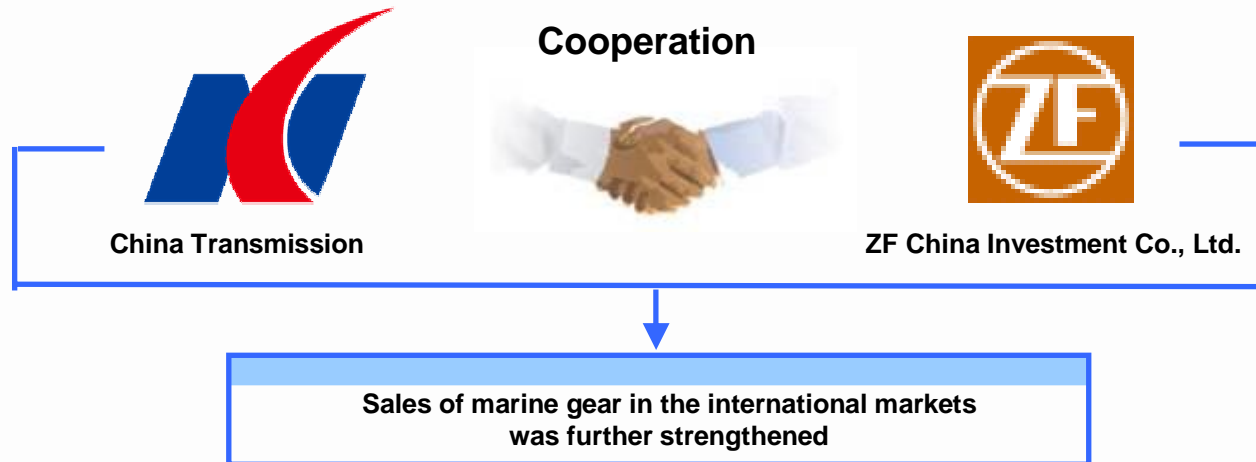 Cooperation
ZF
China Transmission
ZF China Investment Co., Ltd.
Sales of marine gear in the international markets
was further strengthened